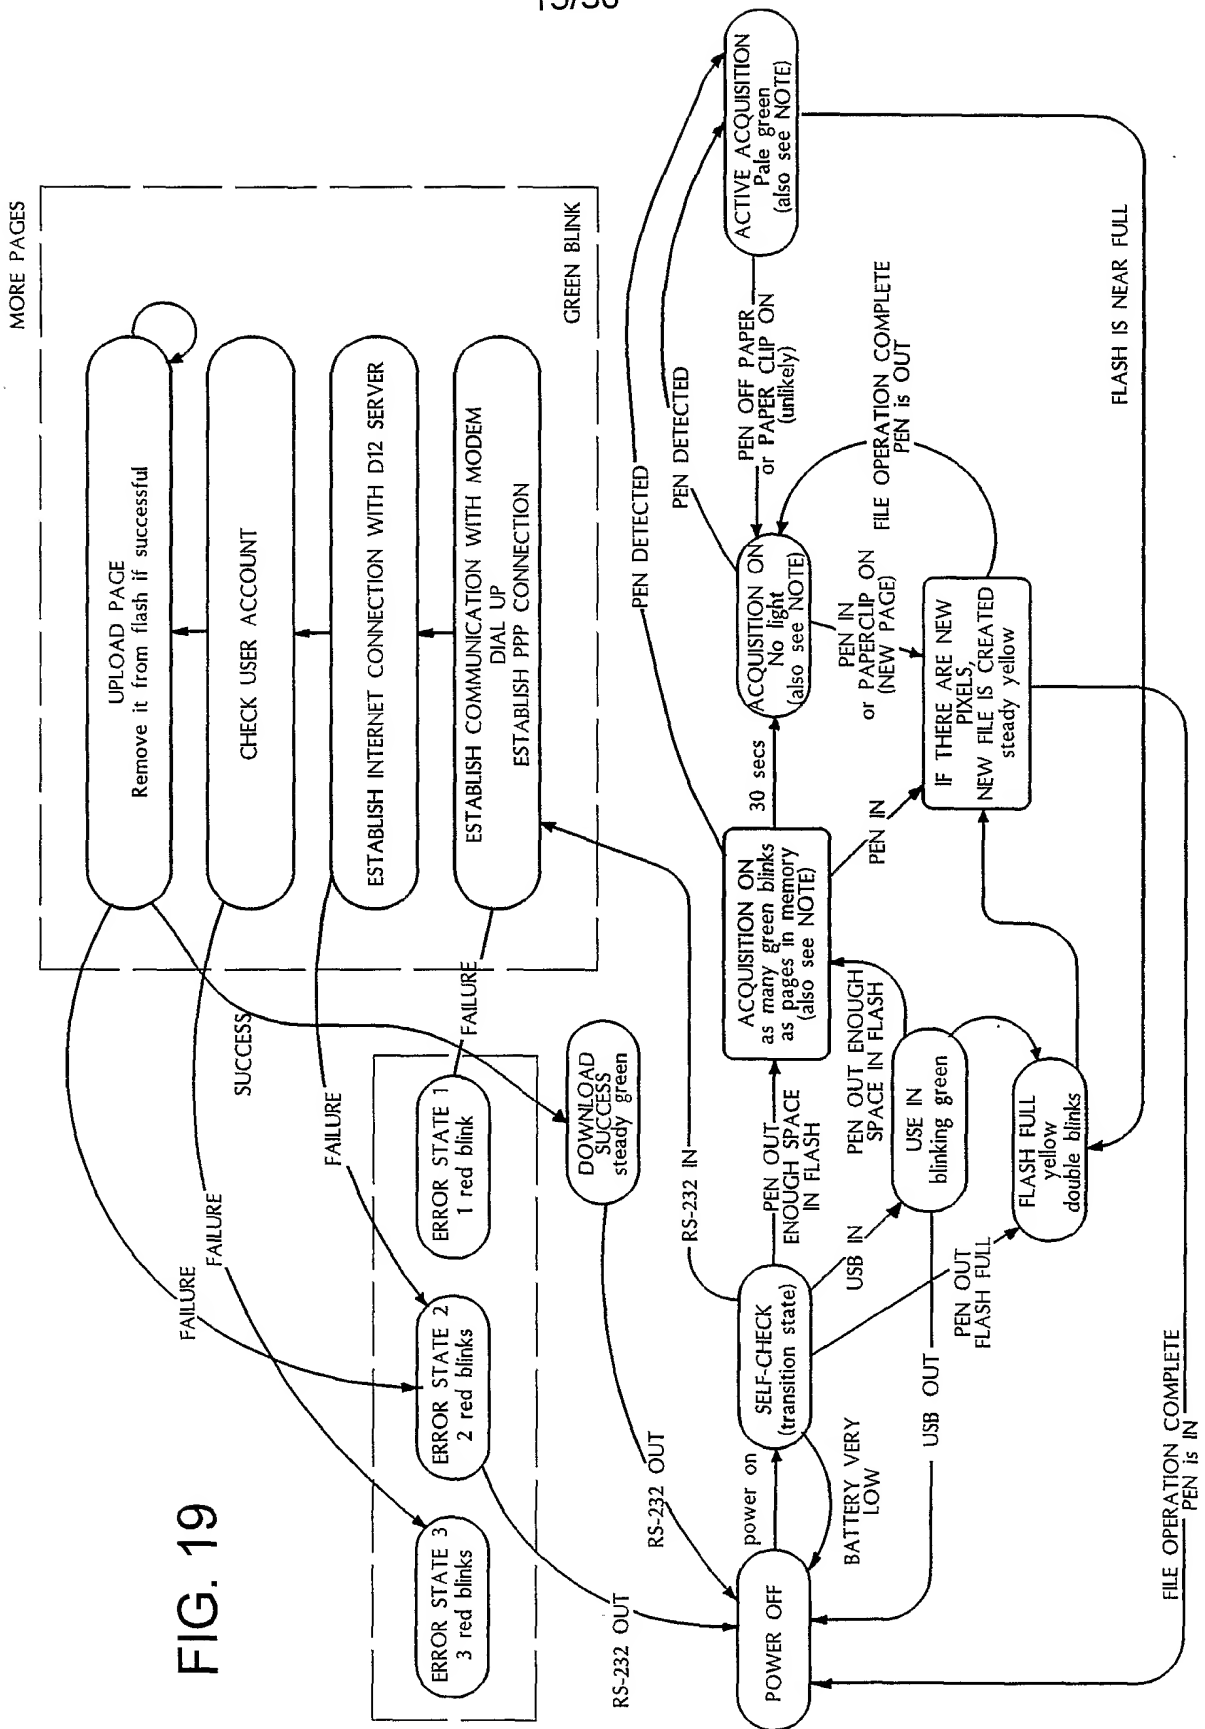 15/30
FIG. 19
MORE PAGES
UPLOAD PAGE
Remove it from flash if successful
CHECK USER ACCOUNT
ESTABLISH INTERNET CONNECTION WITH D12 SERVER
ESTABLISH COMMUNICATION WITH MODEM
DIAL UP
ESTABLISH PPP CONNECTION
GREEN BLINK
FAILURE
FAILURE
SUCCESS
FAILURE
FAILURE
ERROR STATE 3
3 red blinks
ERROR STATE 2
2 red blinks
ERROR STATE 1
1 red blink
DOWNLOAD
SUCCESS
steady green
RS-232 OUT
RS-232 OUT
RS-232 IN
PEN DETECTED
PEN DETECTED
POWER OFF
power on
BATTERY VERY
LOW
SELF-CHECK
(transition state)
PEN OUT
ENOUGH SPACE
IN FLASH
ACQUISITION ON
as many green blinks
as pages in memory
(also see NOTE)
30 secs
ACQUISITION ON
No light
(also see NOTE)
PEN OFF PAPER
or PAPER CLIP ON
(unlikely)
ACTIVE ACQUISITION
Pale green
(also see NOTE)
USB IN
USB OUT
PEN OUT
FLASH FULL
PEN OUT ENOUGH
SPACE IN FLASH
USE IN
blinking green
FLASH FULL
yellow
double blinks
PEN IN
PEN IN
or PAPERCLIP ON
(NEW PAGE)
IF THERE ARE NEW
PIXELS,
NEW FILE IS CREATED
steady yellow
FILE OPERATION COMPLETE
PEN is OUT
FLASH IS NEAR FULL
FILE OPERATION COMPLETE
PEN is IN